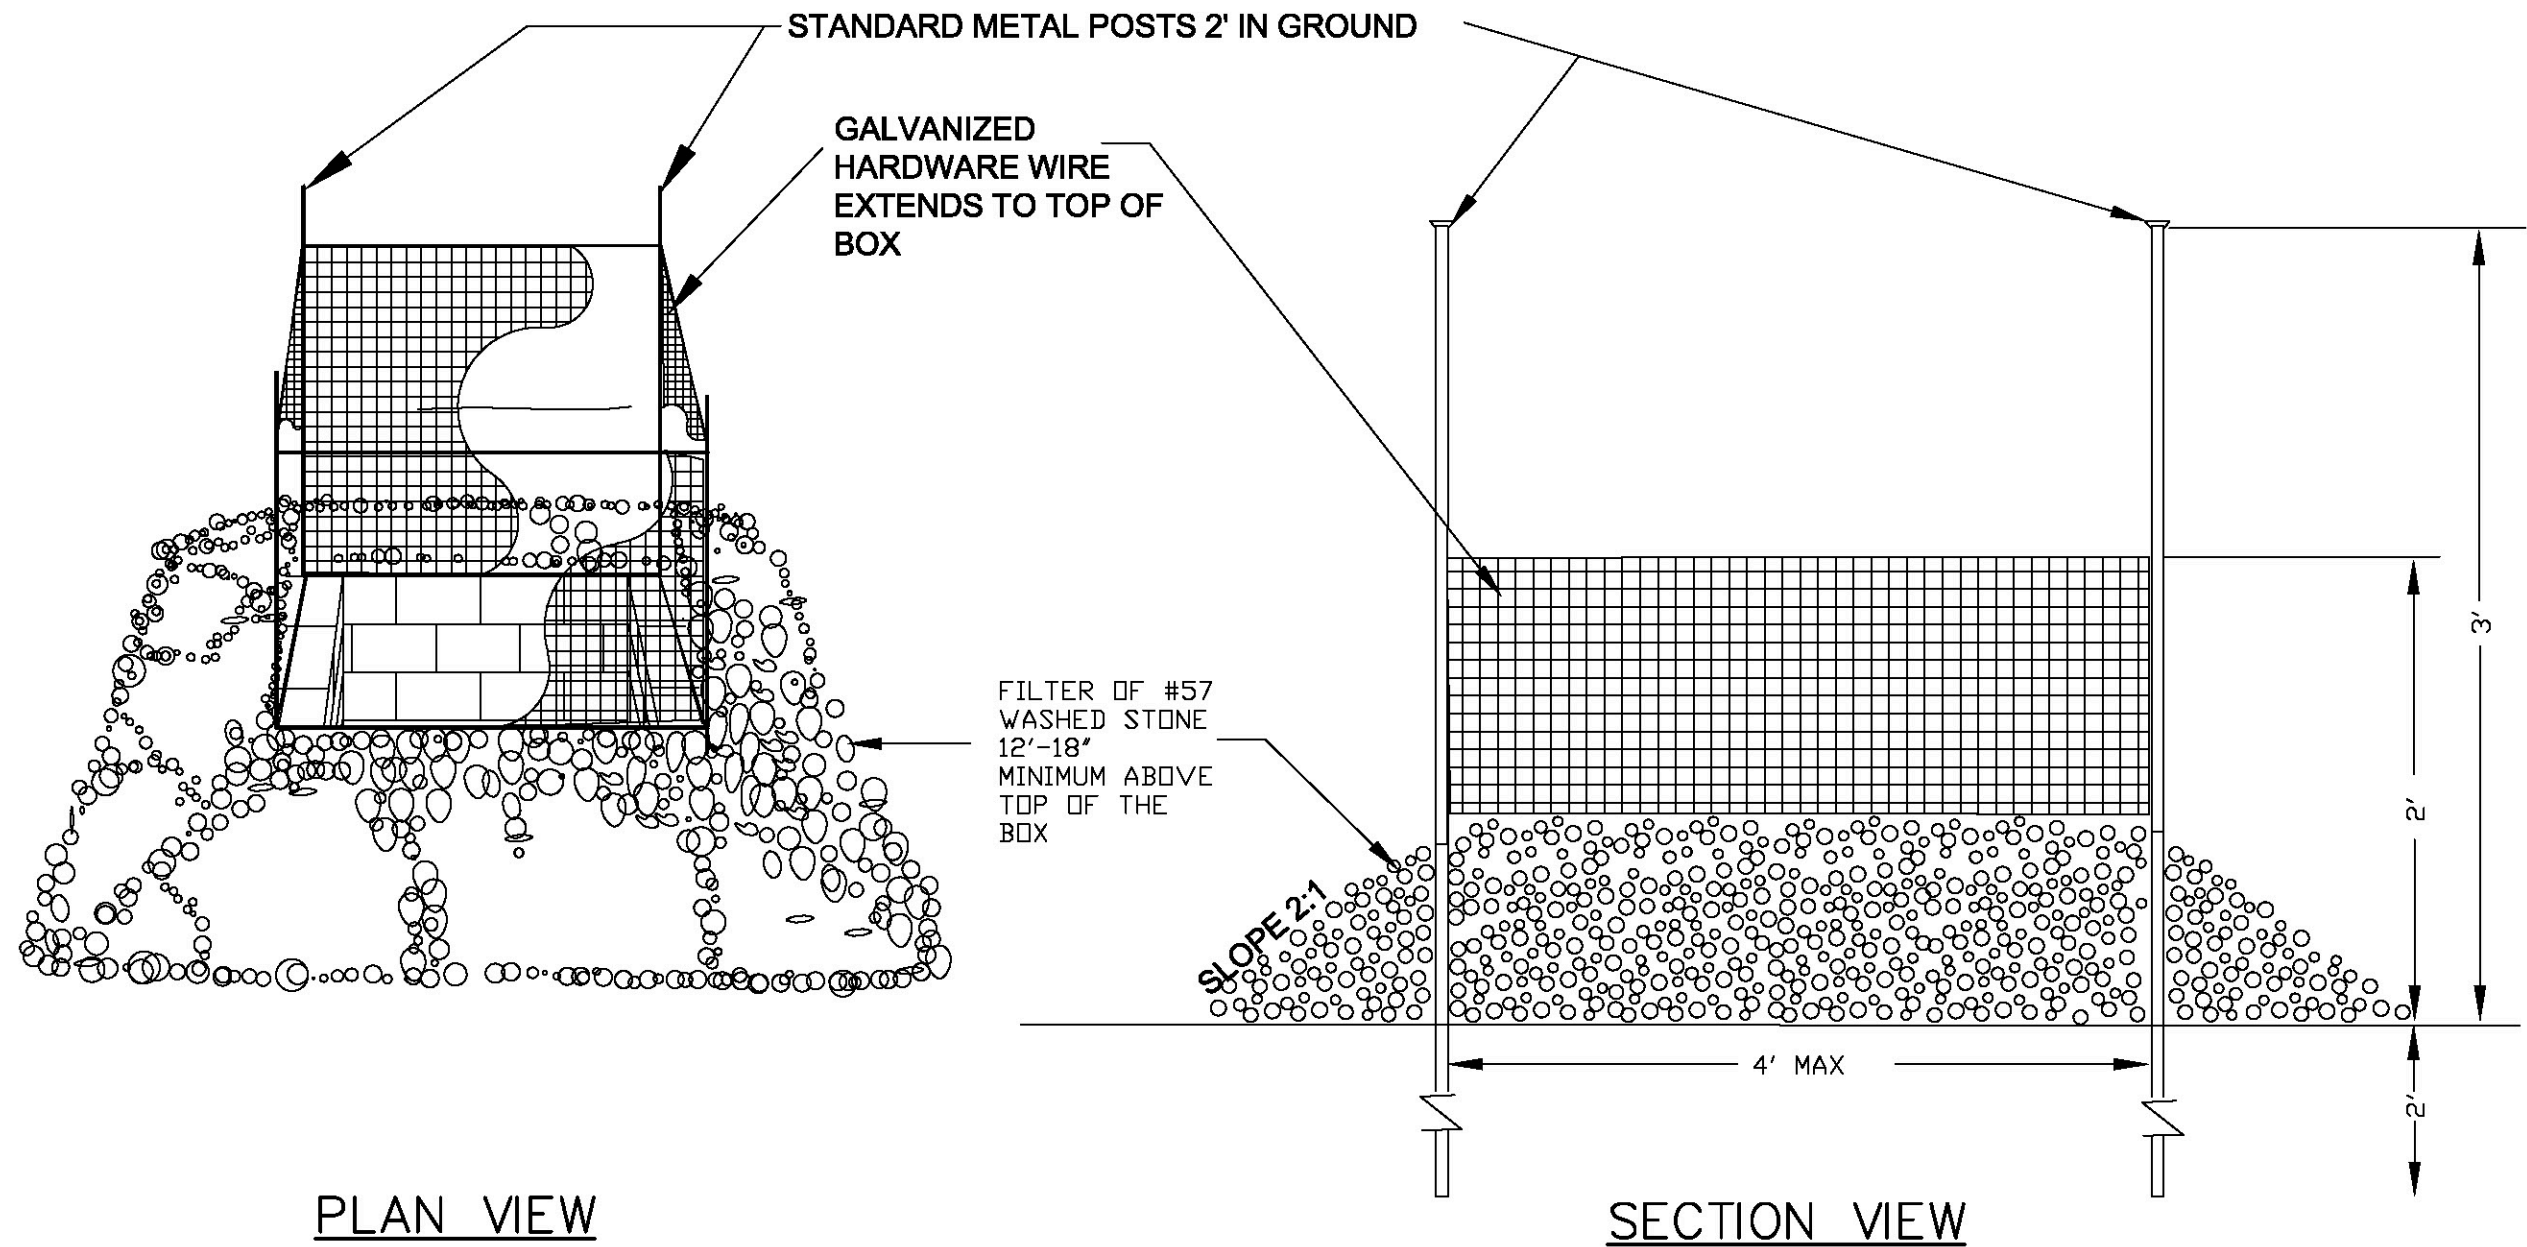 STANDARD METAL POSTS 2' IN GROUND
GALVANIZED
HARDWARE WIRE
EXTENDS TO TOP OF
BOX
FILTER OF #57
WASHED STONE
12'-18"
MINIMUM ABOVE
TOP OF THE
BOX
SLOPE 2:1
3'
2'
4' MAX
2'
PLAN VIEW
SECTION VIEW